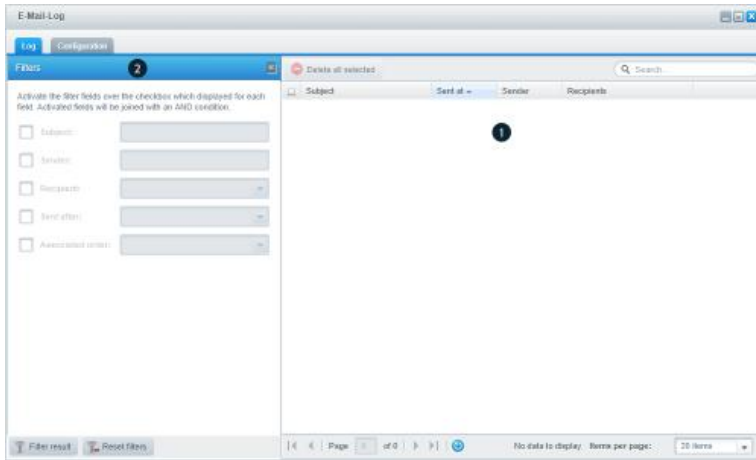 E-Mail-Log
Log Configuration
Filters
2
Activate the filter fields over the checkbox which displayed for each
field. Activated fields will be joined with an AND condition.
Subject:
Sender:
Recipient:
Sent after:
Associated order:
Filter result Reset filters
Delete all selected
Search...
Subject Sent at Sender Recipients
1
Page of 0 No data to display Items per page: 20 items